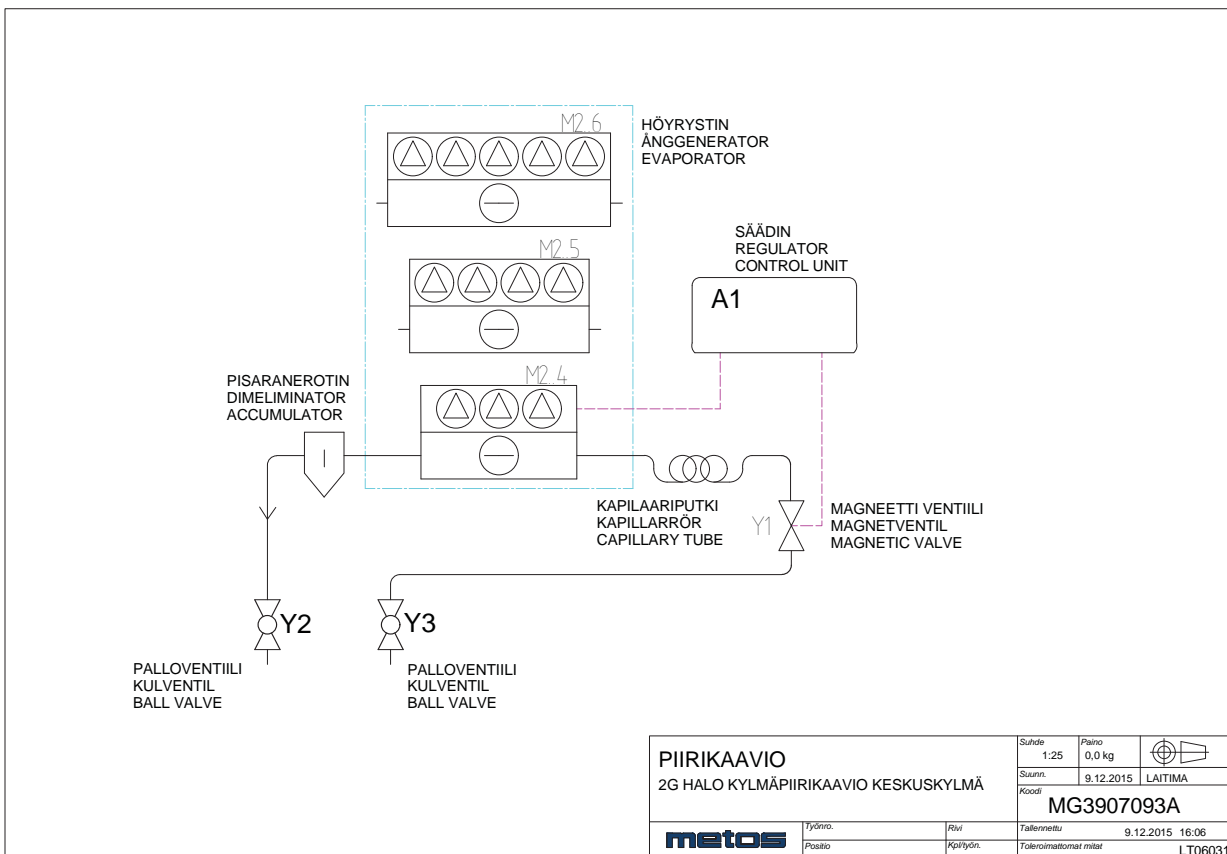 M2..6
HÖYRYSTIN
ÅNGGENERATOR
EVAPORATOR
M2..5
SÄÄDIN
REGULATOR
CONTROL UNIT
A1
M2..4
PISARANEROTIN
DIMELIMINATOR
ACCUMULATOR
KAPILAARIPUTKI
KAPILLARRÖR
CAPILLARY TUBE
Y1
MAGNEETTI VENTIILI
MAGNETVENTIL
MAGNETIC VALVE
Y2
Y3
PALLOVENTIILI
KULVENTIL
BALL VALVE
PALLOVENTIILI
KULVENTIL
BALL VALVE
PIIRIKAAVIO
2G HALO KYLMÄPIIRIKAAVIO KESKUSKYLMÄ
Suhde
1:25
Paino
0,0 kg
Suunn.
9.12.2015
LAITIMA
Koodi
MG3907093A
metos
Työnro.
Rivi
Tallennettu
9.12.2015 16:06
Positio
Kpl/työn.
Toleroimattomat mitat
LT06031